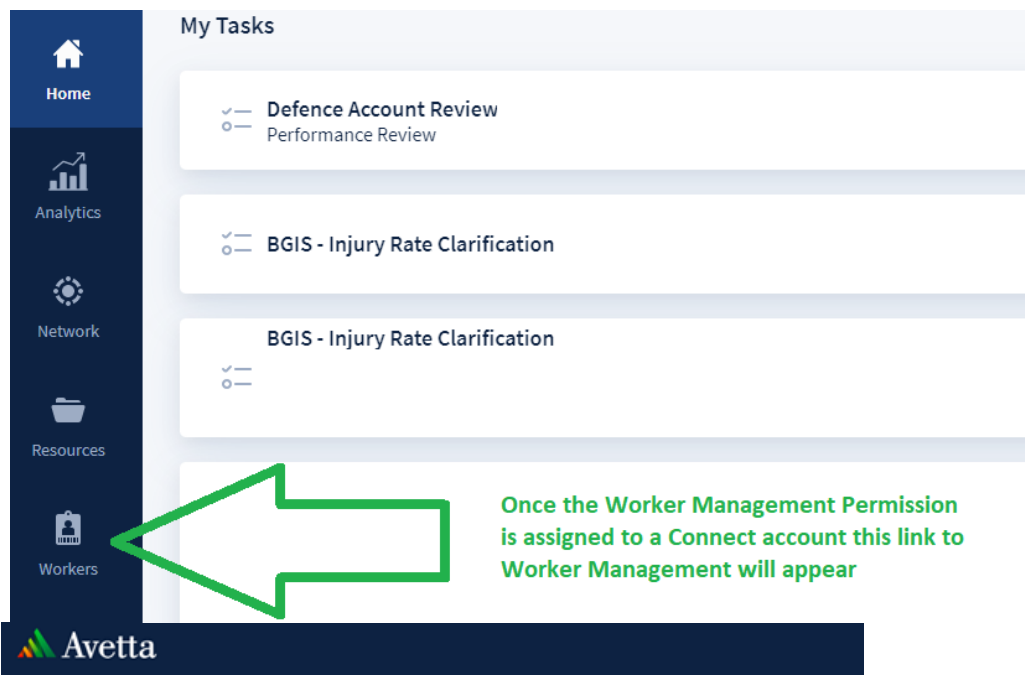 My Tasks
Home
Defence Account Review
Performance Review
Analytics
BGIS - Injury Rate Clarification
Network
BGIS - Injury Rate Clarification
Resources
Once the Worker Management Permission
is assigned to a Connect account this link to
Worker Management will appear
Workers
Avetta